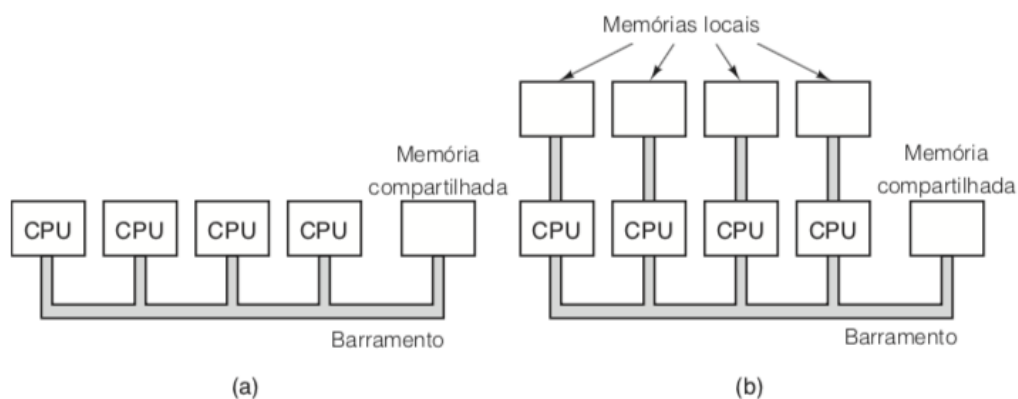 Memórias locais
Memória
compartilhada
CPU CPU CPU CPU
Barramento
(a)
Memória
compartilhada
CPU CPU CPU CPU
Barramento
(b)